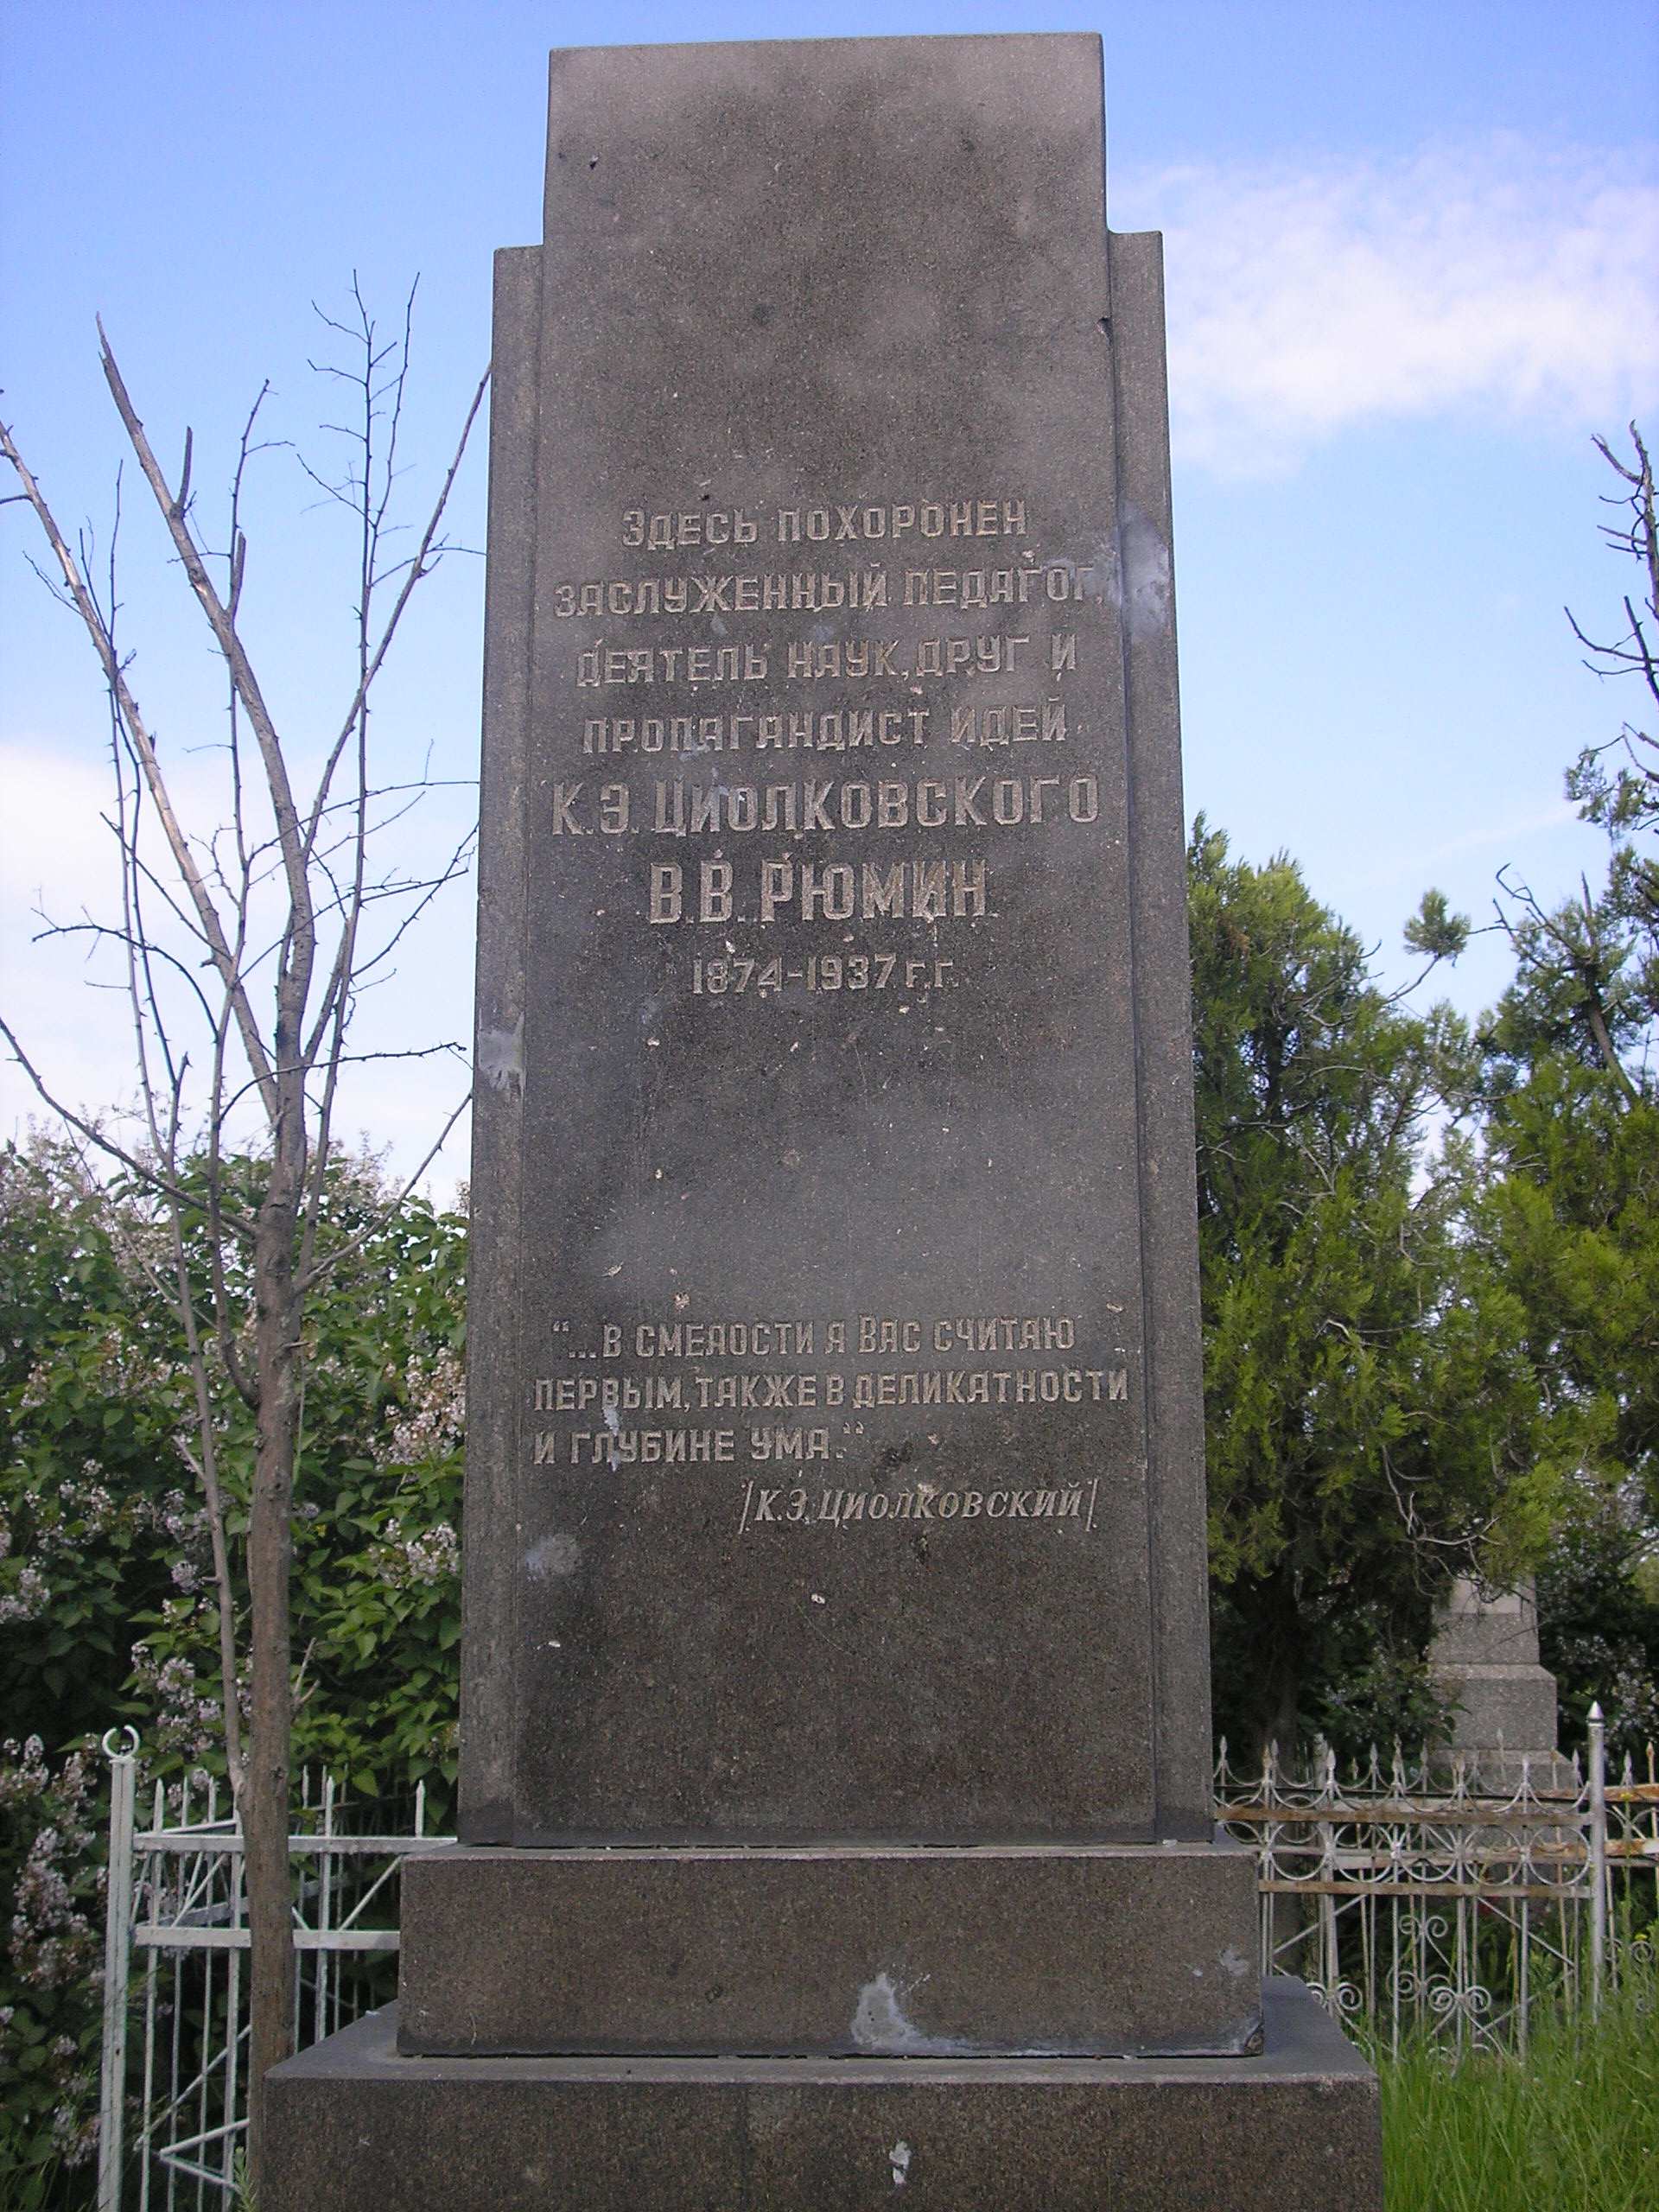 Здесь похоронен
заслуженный педагог,
деятель наук, друг и
пропагандист идей
К.Э. Циолковского
В.В. Рюмин
1874-1937 г.г.
"...в смелости я Вас считаю
первым, также в деликатности
и глубине ума."
/К.Э. Циолковский/